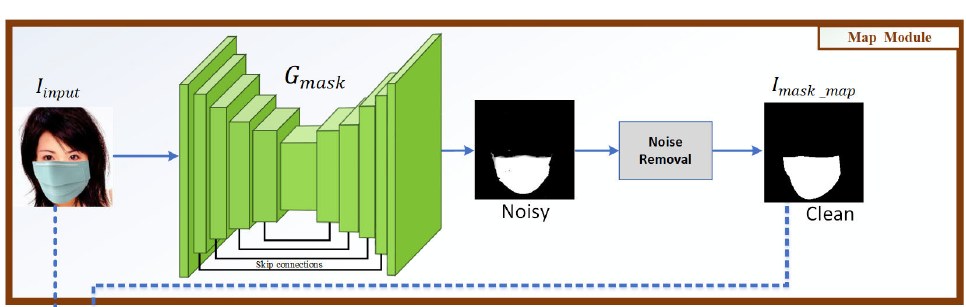 Map Module
I_input
G_mask
I_mask_map
Noise
Removal
Noisy
Clean
Skip connections